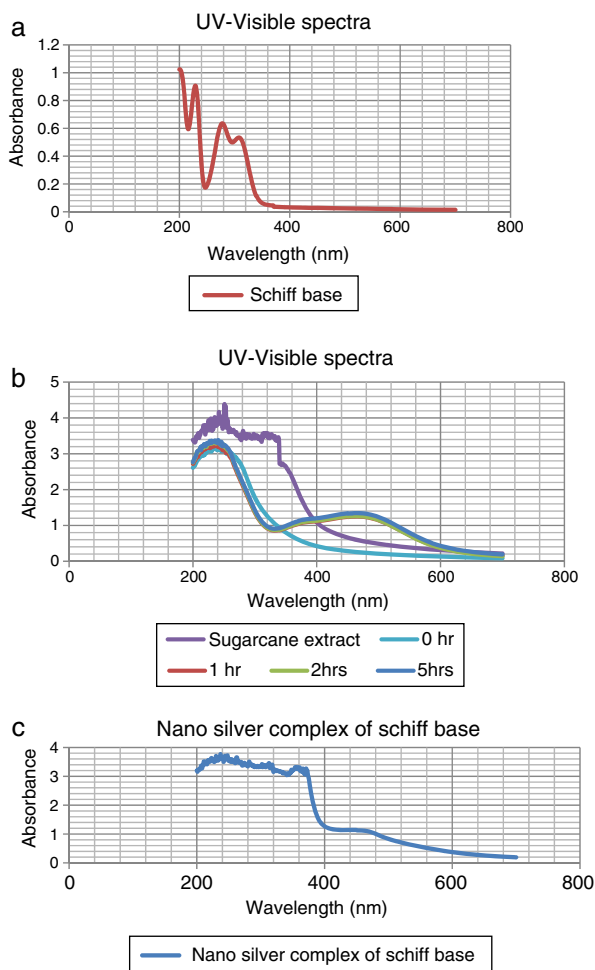 a
UV-Visible spectra
Absorbance
1.2
1
0.8
0.6
0.4
0.2
0
0 200 400 600 800
Wavelength (nm)
Schiff base
b
UV-Visible spectra
Absorbance
5
4
3
2
1
0
0 200 400 600 800
Wavelength (nm)
Sugarcane extract 0 hr
1 hr 2hrs 5hrs
c
Nano silver complex of schiff base
Absorbance
4
3
2
1
0
0 200 400 600 800
Wavelength (nm)
Nano silver complex of schiff base